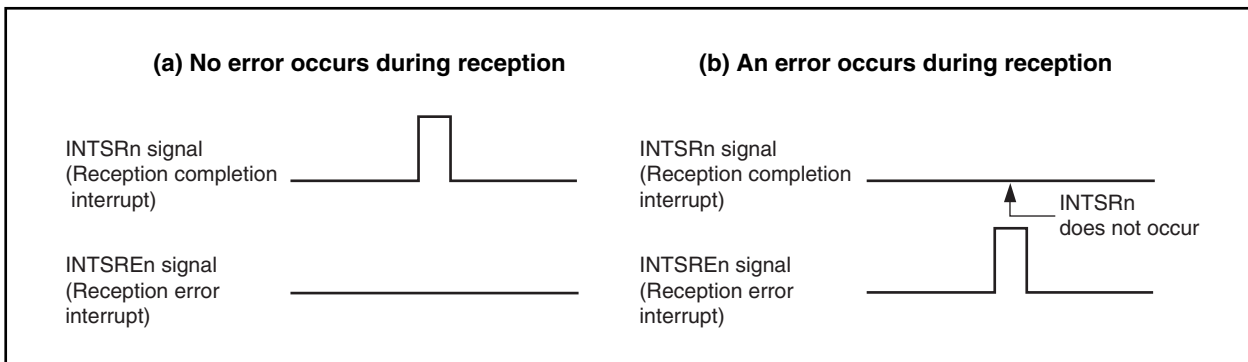 (a) No error occurs during reception
INTSRn signal
(Reception completion
interrupt)
INTSREn signal
(Reception error
interrupt)
(b) An error occurs during reception
INTSRn signal
(Reception completion
interrupt)
INTSRn
does not occur
INTSREn signal
(Reception error
interrupt)